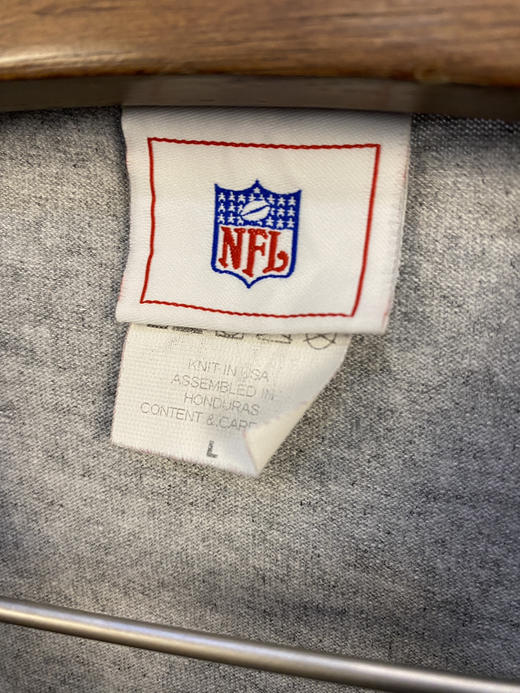 NFL
KNIT IN USA
ASSEMBLED IN
HONDURAS
CONTENT & CARE
L